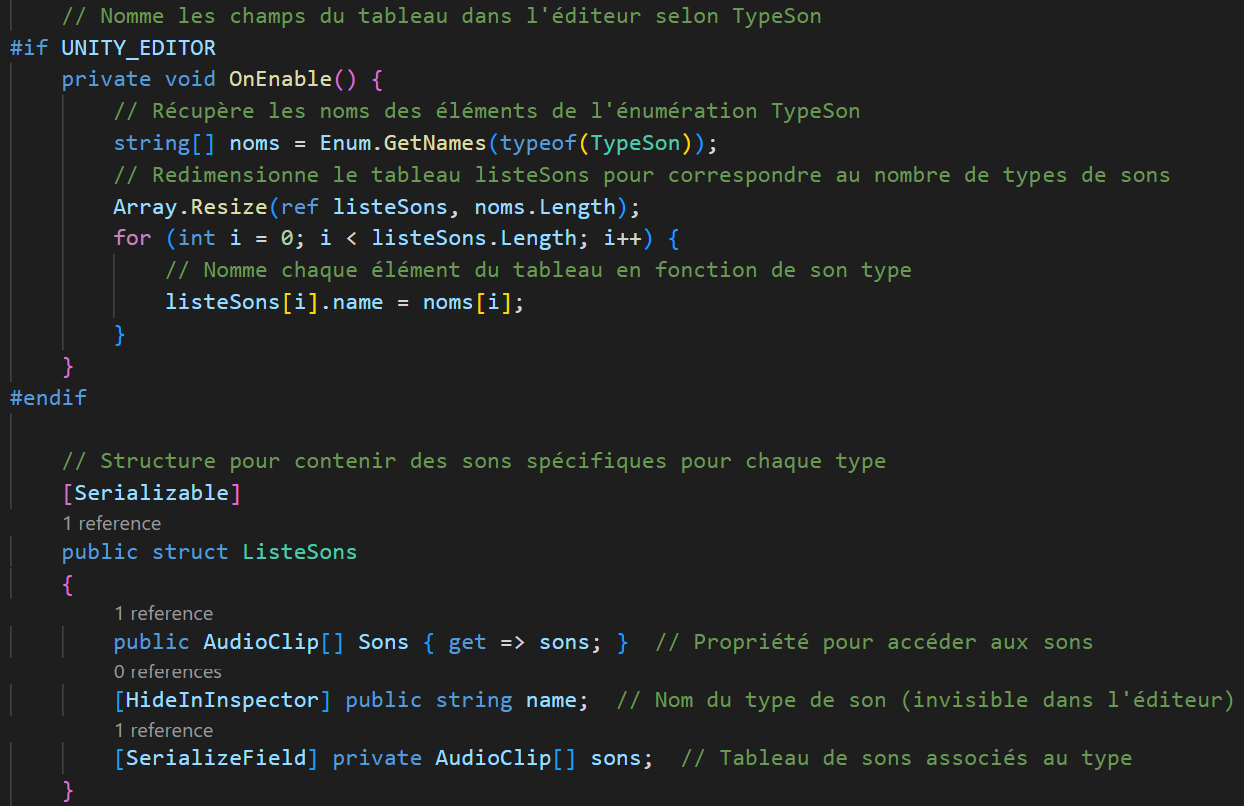 // Nomme les champs du tableau dans l'éditeur selon TypeSon
#if UNITY_EDITOR
private void OnEnable() {
// Récupère les noms des éléments de l'énumération TypeSon
string[] noms = Enum.GetNames(typeof(TypeSon));
// Redimensionne le tableau listeSons pour correspondre au nombre de types de sons
Array.Resize(ref listeSons, noms.Length);
for (int i = 0; i < listeSons.Length; i++) {
// Nomme chaque élément du tableau en fonction de son type
listeSons[i].name = noms[i];
}
}
#endif
// Structure pour contenir des sons spécifiques pour chaque type
[Serializable]
1 reference
public struct ListeSons
{
1 reference
public AudioClip[] Sons { get => sons; }  // Propriété pour accéder aux sons
0 references
[HideInInspector] public string name;  // Nom du type de son (invisible dans l'éditeur)
1 reference
[SerializeField] private AudioClip[] sons;  // Tableau de sons associés au type
}